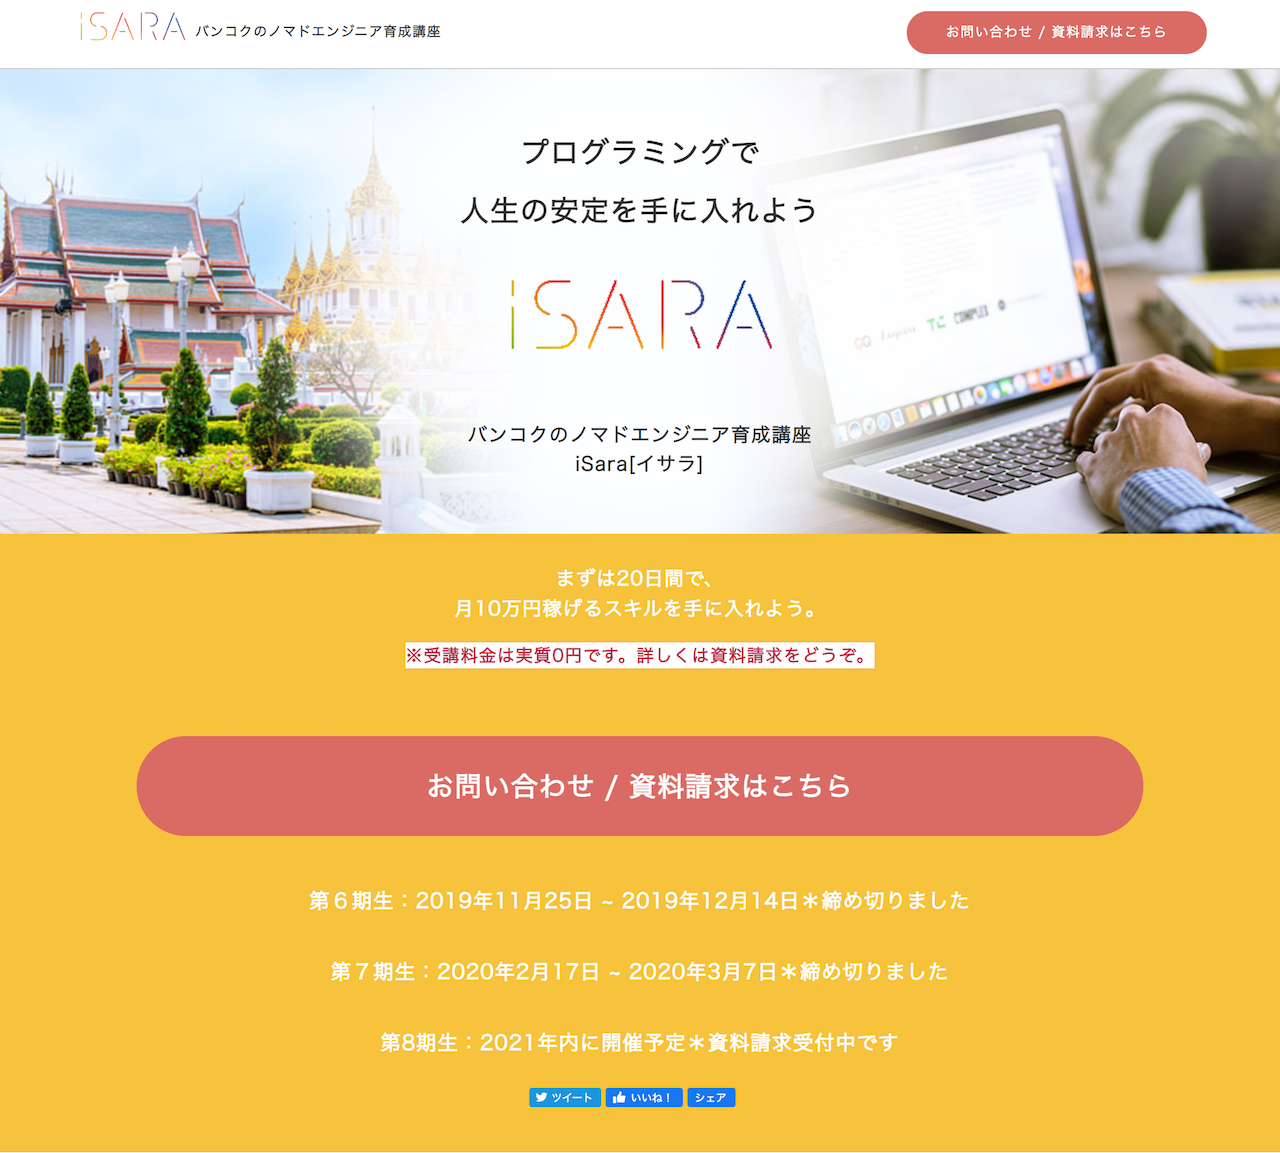 iSARA バンコクのノマドエンジニア育成講座
お問い合わせ / 資料請求はこちら
プログラミングで
人生の安定を手に入れよう
iSARA
GQ Esquire TC COMPLEX
バンコクのノマドエンジニア育成講座
iSara[イサラ]
まずは20日間で、
月10万円稼げるスキルを手に入れよう。
※受講料金は実質0円です。詳しくは資料請求をどうぞ。
お問い合わせ / 資料請求はこちら
第６期生：2019年11月25日 ~ 2019年12月14日＊締め切りました
第７期生：2020年2月17日 ~ 2020年3月7日＊締め切りました
第8期生：2021年内に開催予定＊資料請求受付中です
ツイート いいね！ シェア